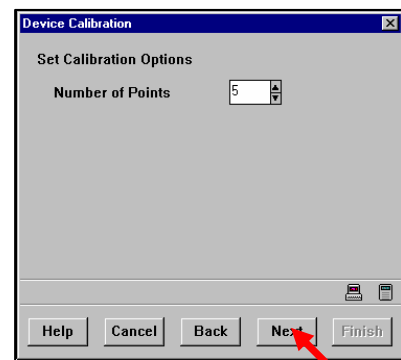 Device Calibration
Set Calibration Options
Number of Points 5
Help Cancel Back Next Finish